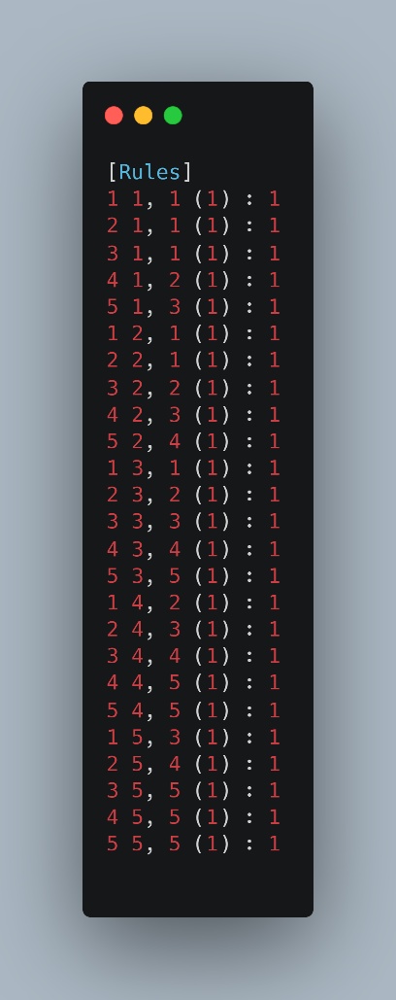 [Rules]
1 1, 1 (1) : 1
2 1, 1 (1) : 1
3 1, 1 (1) : 1
4 1, 2 (1) : 1
5 1, 3 (1) : 1
1 2, 1 (1) : 1
2 2, 1 (1) : 1
3 2, 2 (1) : 1
4 2, 3 (1) : 1
5 2, 4 (1) : 1
1 3, 1 (1) : 1
2 3, 2 (1) : 1
3 3, 3 (1) : 1
4 3, 4 (1) : 1
5 3, 5 (1) : 1
1 4, 2 (1) : 1
2 4, 3 (1) : 1
3 4, 4 (1) : 1
4 4, 5 (1) : 1
5 4, 5 (1) : 1
1 5, 3 (1) : 1
2 5, 4 (1) : 1
3 5, 5 (1) : 1
4 5, 5 (1) : 1
5 5, 5 (1) : 1